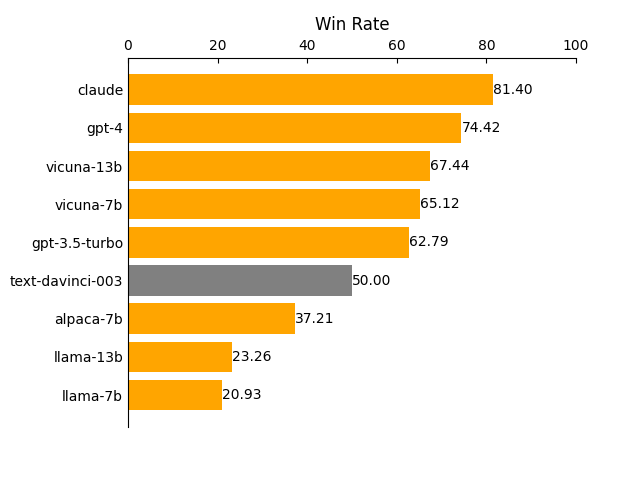 Win Rate
0 20 40 60 80 100
claude 81.40
gpt-4 74.42
vicuna-13b 67.44
vicuna-7b 65.12
gpt-3.5-turbo 62.79
text-davinci-003 50.00
alpaca-7b 37.21
llama-13b 23.26
llama-7b 20.93